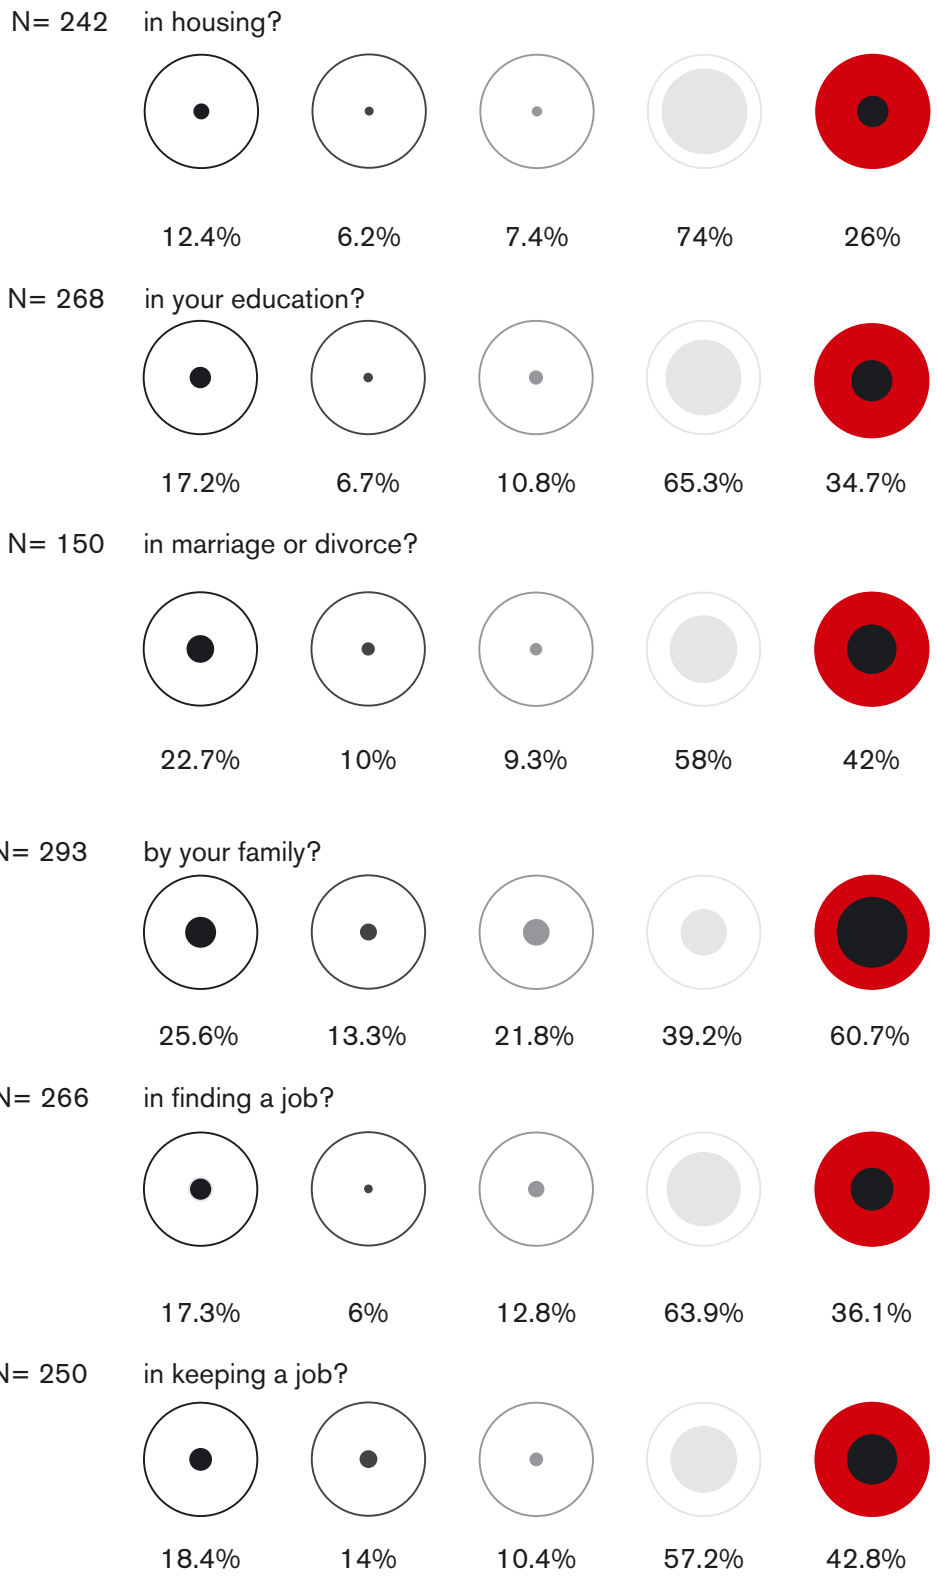 N= 242 in housing?
12.4% 6.2% 7.4% 74% 26%
N= 268 in your education?
17.2% 6.7% 10.8% 65.3% 34.7%
N= 150 in marriage or divorce?
22.7% 10% 9.3% 58% 42%
N= 293 by your family?
25.6% 13.3% 21.8% 39.2% 60.7%
N= 266 in finding a job?
17.3% 6% 12.8% 63.9% 36.1%
N= 250 in keeping a job?
18.4% 14% 10.4% 57.2% 42.8%